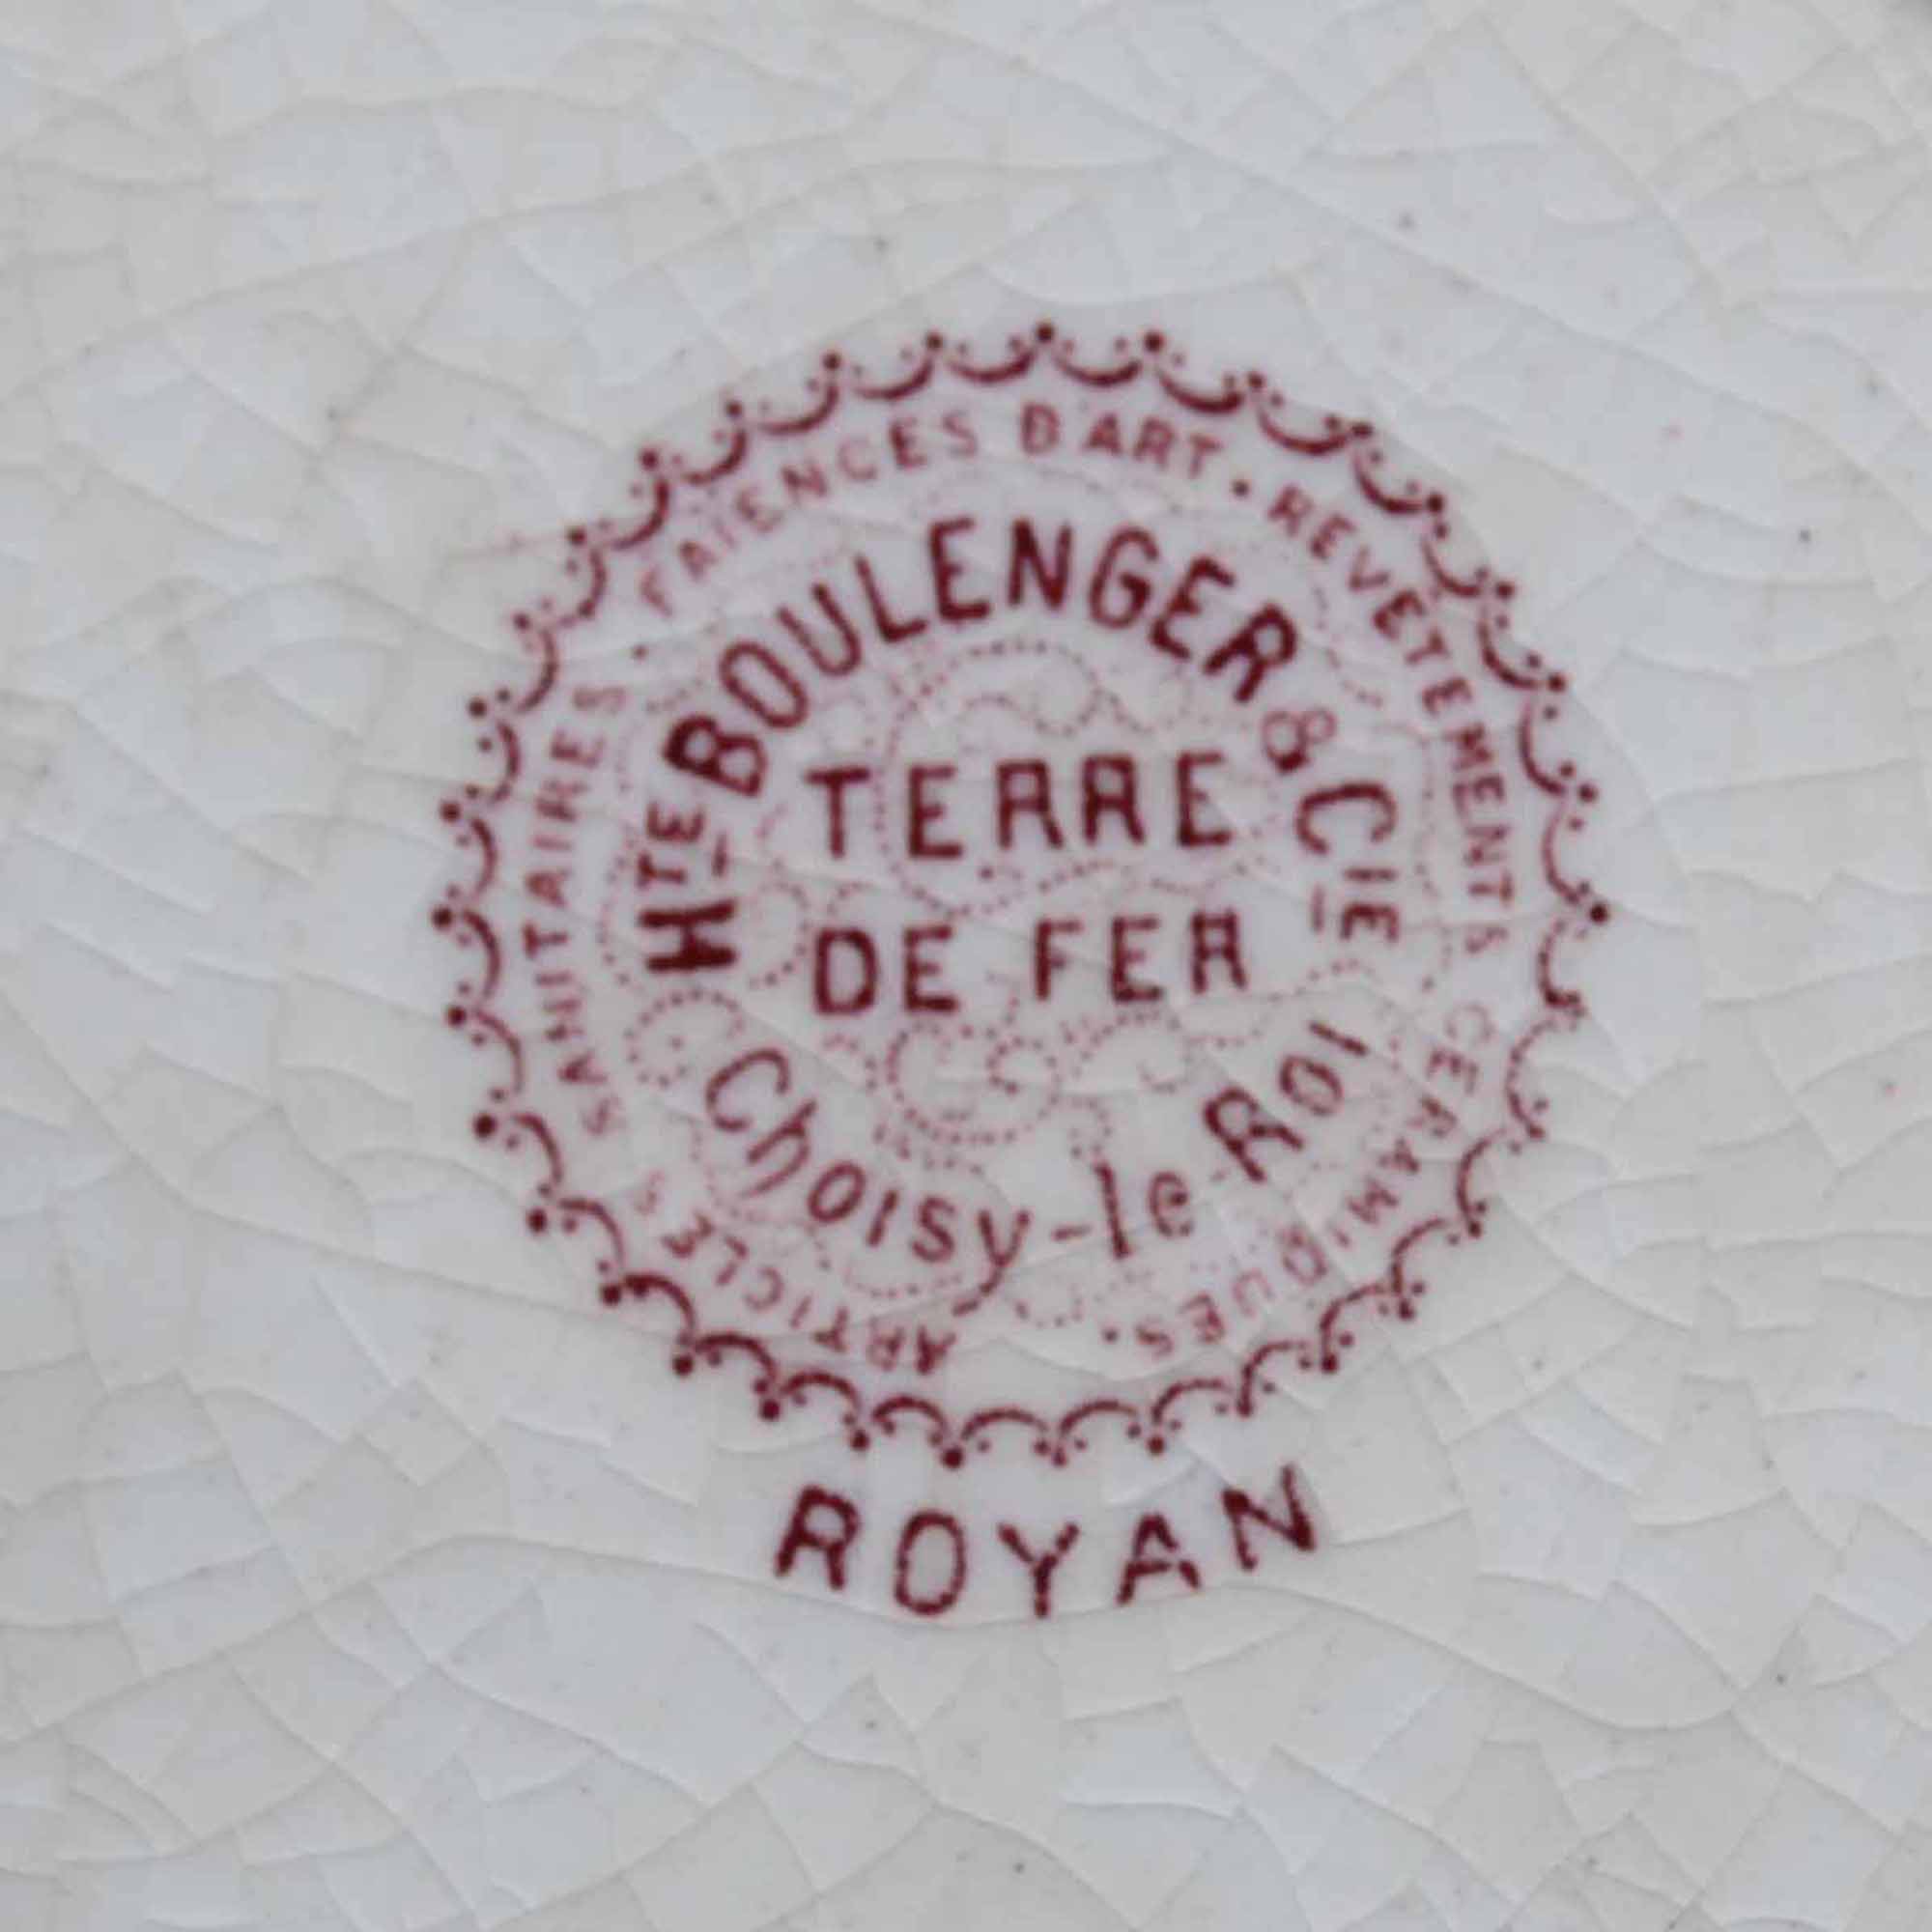 FAIENCES D'ART · REVETEMENTS CERAMIQUES · ARTICLES SANITAIRES ·
Hte BOULENGER & CIE
TERRE
DE FER
Choisy-le-Roi
ROYAN